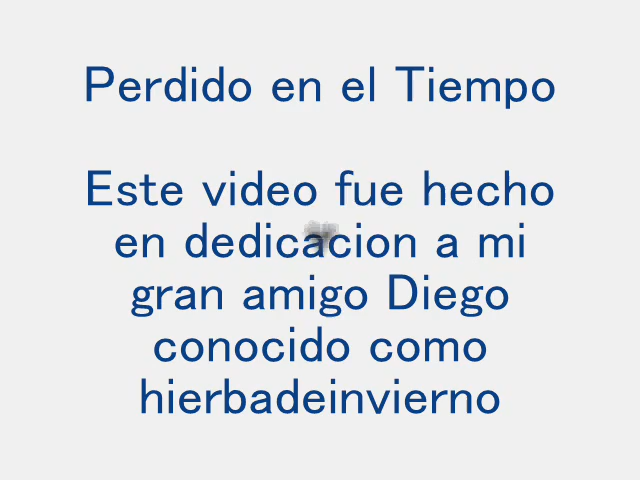 Perdido en el Tiempo
Este video fue hecho
en dedicacion a mi
gran amigo Diego
conocido como
hierbadeinvierno